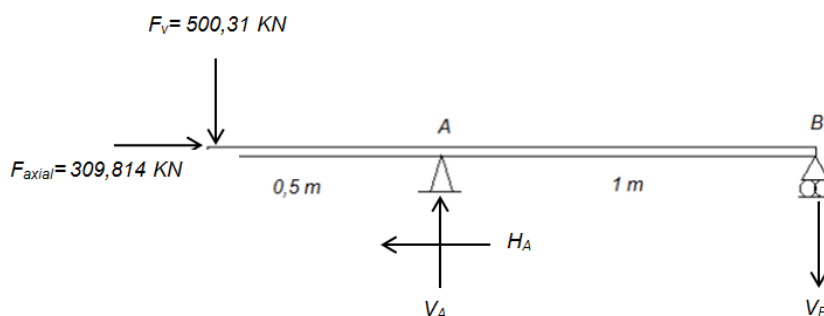 Fv= 500,31 KN
A
B
Faxial= 309,814 KN
0,5 m
1 m
HA
VA